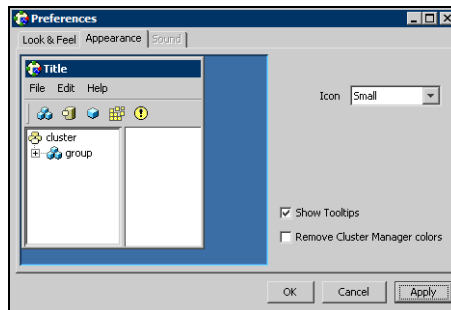 Preferences
Look & Feel Appearance Sound
Title
File Edit Help
cluster
group
Icon Small
Show Tooltips
Remove Cluster Manager colors
OK Cancel Apply